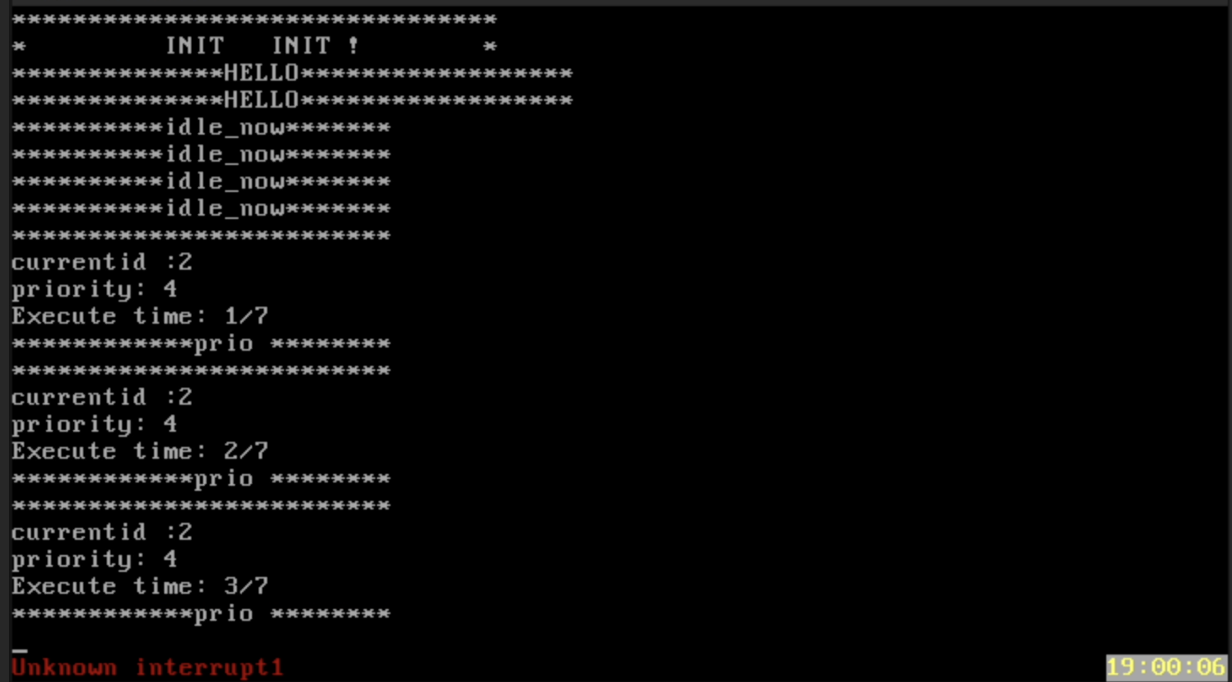 ********************************
*         INIT   INIT !        *
**************HELLO******************
**************HELLO******************
**********idle_now*******
**********idle_now*******
**********idle_now*******
**********idle_now*******
*************************
currentid :2
priority: 4
Execute time: 1/7
************prio ********
*************************
currentid :2
priority: 4
Execute time: 2/7
************prio ********
*************************
currentid :2
priority: 4
Execute time: 3/7
************prio ********
_
Unknown interrupt1
19:00:06